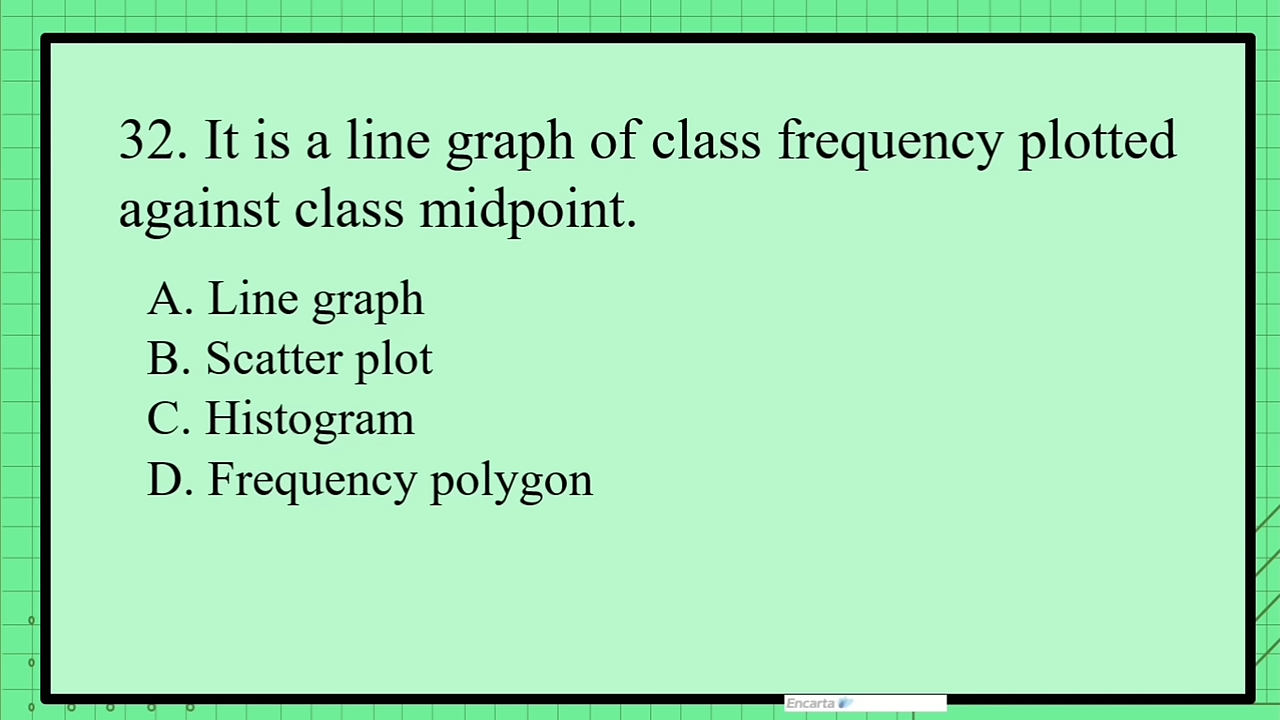 32. It is a line graph of class frequency plotted
against class midpoint.
A. Line graph
B. Scatter plot
C. Histogram
D. Frequency polygon
Encarta